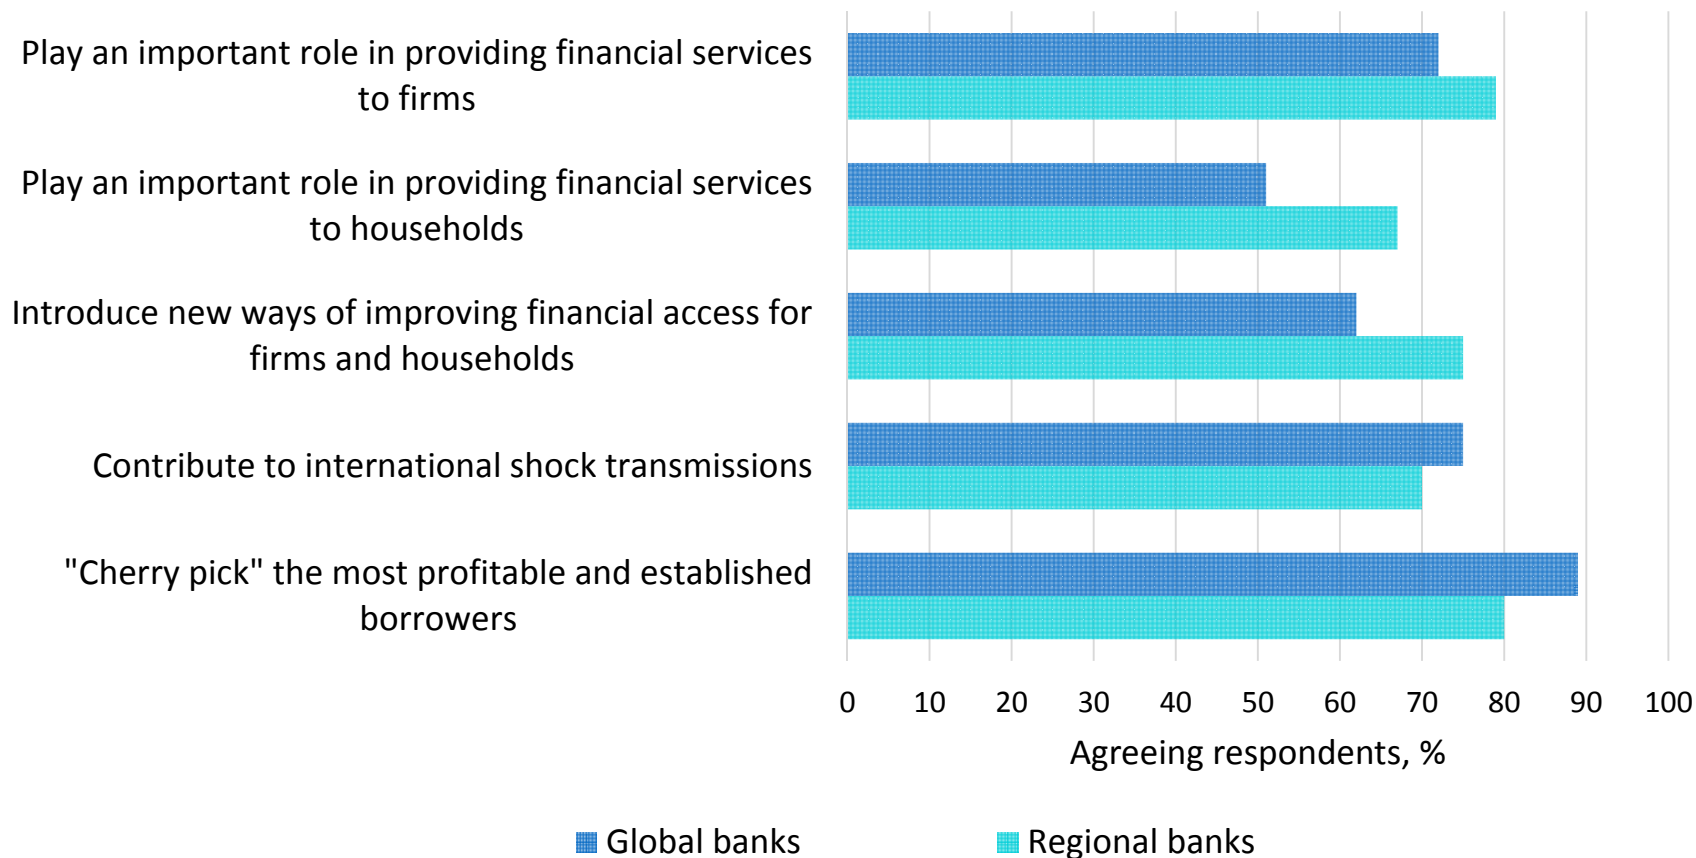 Play an important role in providing financial services
to firms
Play an important role in providing financial services
to households
Introduce new ways of improving financial access for
firms and households
Contribute to international shock transmissions
"Cherry pick" the most profitable and established
borrowers
0 10 20 30 40 50 60 70 80 90 100
Agreeing respondents, %
Global banks Regional banks